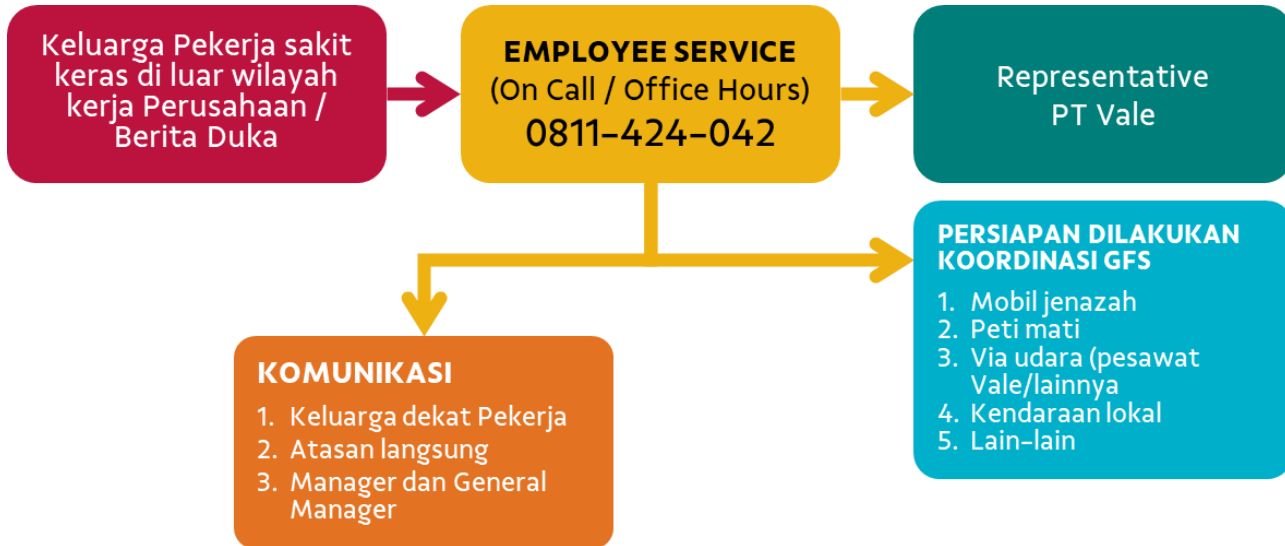 Keluarga Pekerja sakit
keras di luar wilayah
kerja Perusahaan /
Berita Duka
EMPLOYEE SERVICE
(On Call / Office Hours)
0811-424-042
Representative
PT Vale
PERSIAPAN DILAKUKAN
KOORDINASI GFS
1. Mobil jenazah
2. Peti mati
3. Via udara (pesawat
Vale/lainnya
4. Kendaraan lokal
5. Lain-lain
KOMUNIKASI
1. Keluarga dekat Pekerja
2. Atasan langsung
3. Manager dan General
Manager